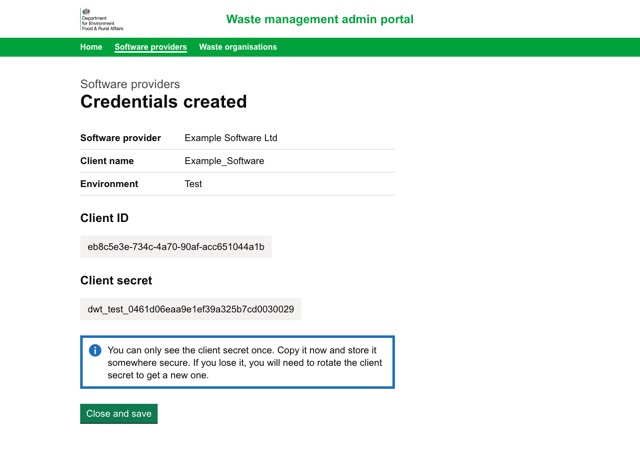 Department
for Environment
Food & Rural Affairs
Waste management admin portal
Home Software providers Waste organisations
Software providers
Credentials created
Software provider Example Software Ltd
Client name Example_Software
Environment Test
Client ID
eb8c5e3e-734c-4a70-90af-acc651044a1b
Client secret
dwt_test_0461d06eaa9e1ef39a325b7cd0030029
You can only see the client secret once. Copy it now and store it
somewhere secure. If you lose it, you will need to rotate the client
secret to get a new one.
Close and save